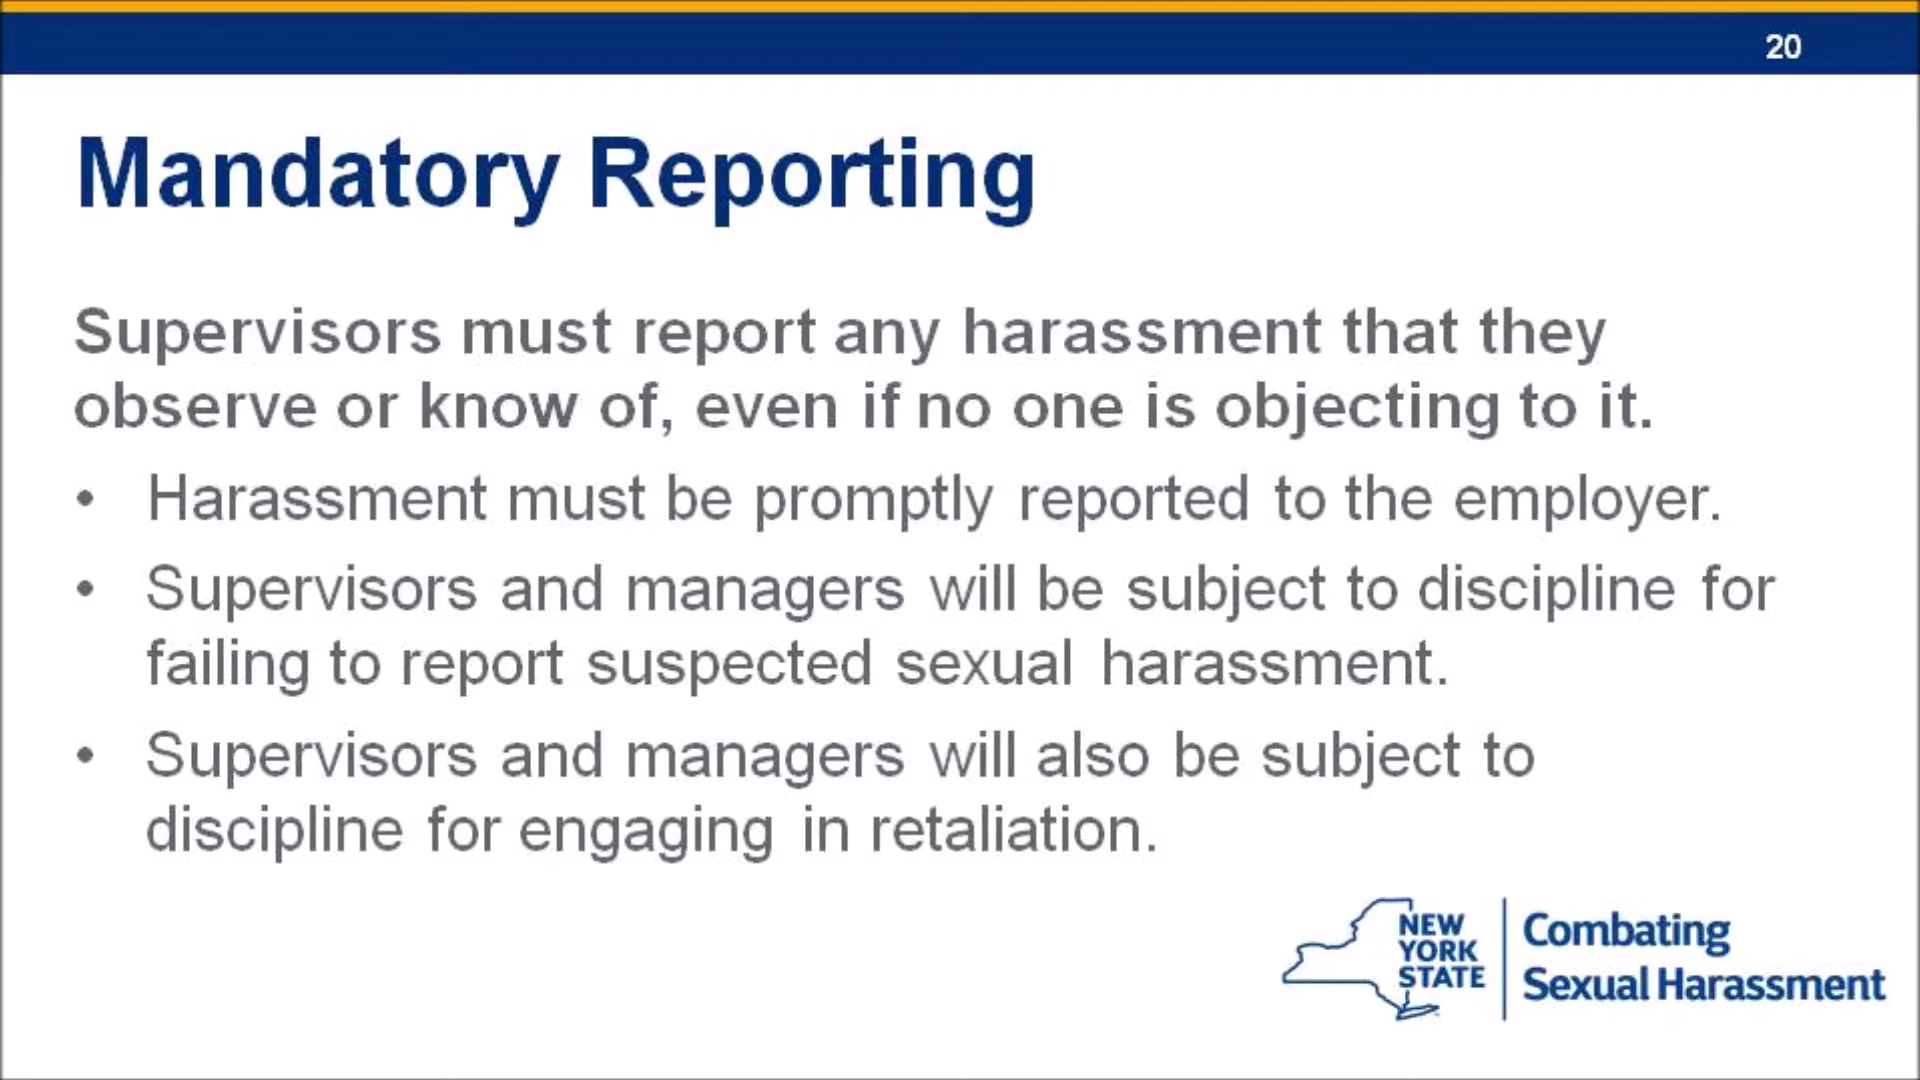 20
Mandatory Reporting
Supervisors must report any harassment that they
observe or know of, even if no one is objecting to it.
• Harassment must be promptly reported to the employer.
• Supervisors and managers will be subject to discipline for
failing to report suspected sexual harassment.
• Supervisors and managers will also be subject to
discipline for engaging in retaliation.
NEW
YORK
STATE
Combating
Sexual Harassment